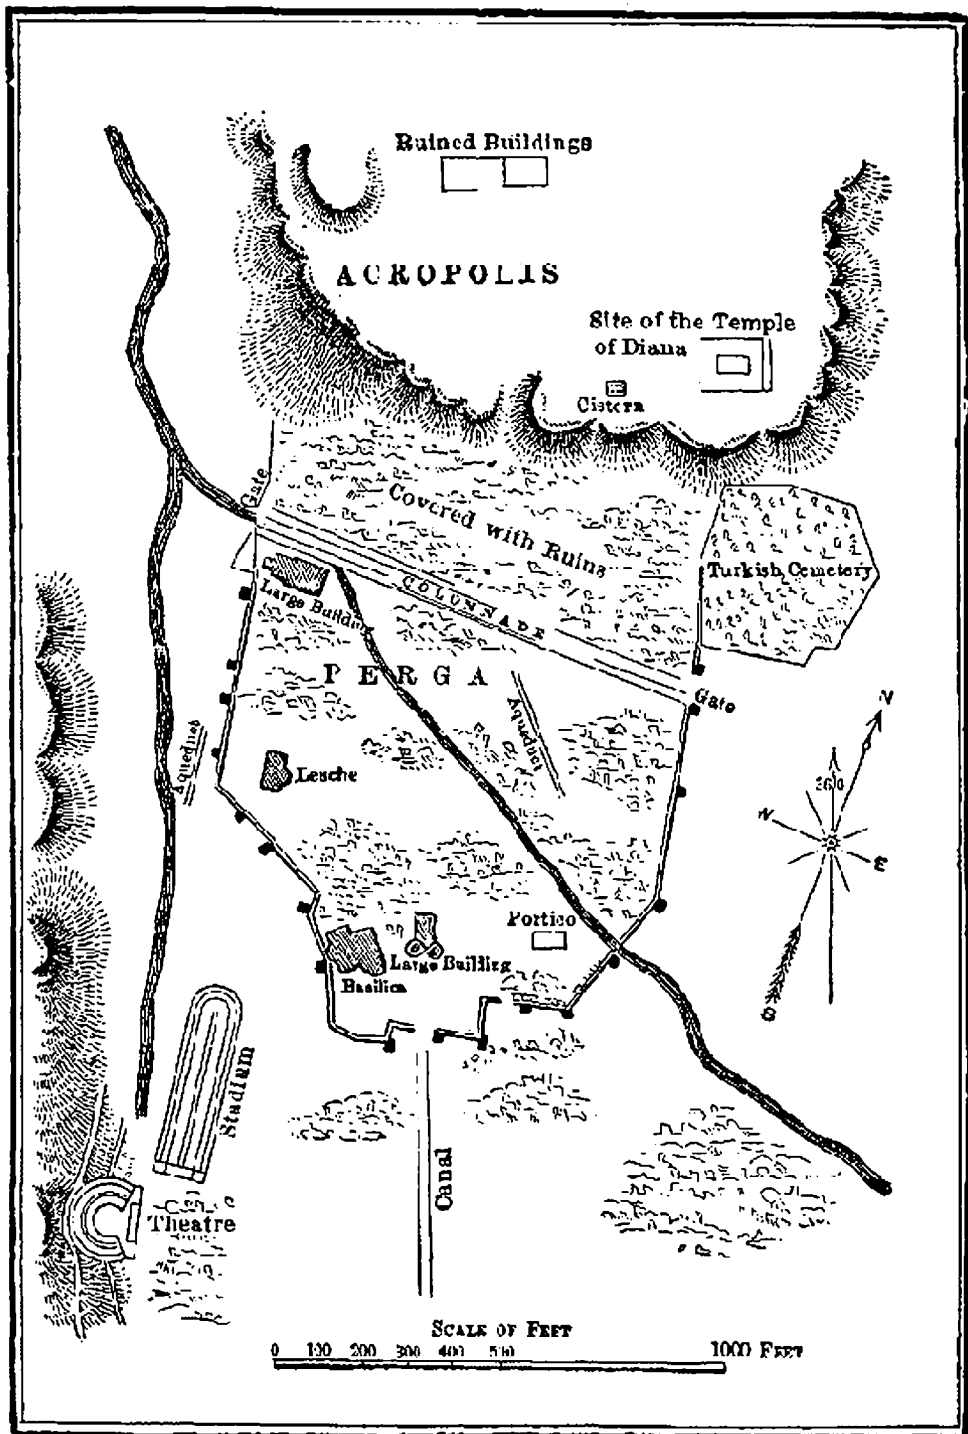 Ruined Buildings
ACROPOLIS
Site of the Temple
of Diana
Cistern
Gate
Covered with Ruins
Turkish Cemetery
COLONNADE
Large Building
PERGA
Gate
Aqueduct
Aqueduct
Lesche
N
W
E
S
Portico
Large Building
Basilica
Stadium
Canal
Theatre
SCALE OF FEET
0 100 200 300 400 500 1000 FEET